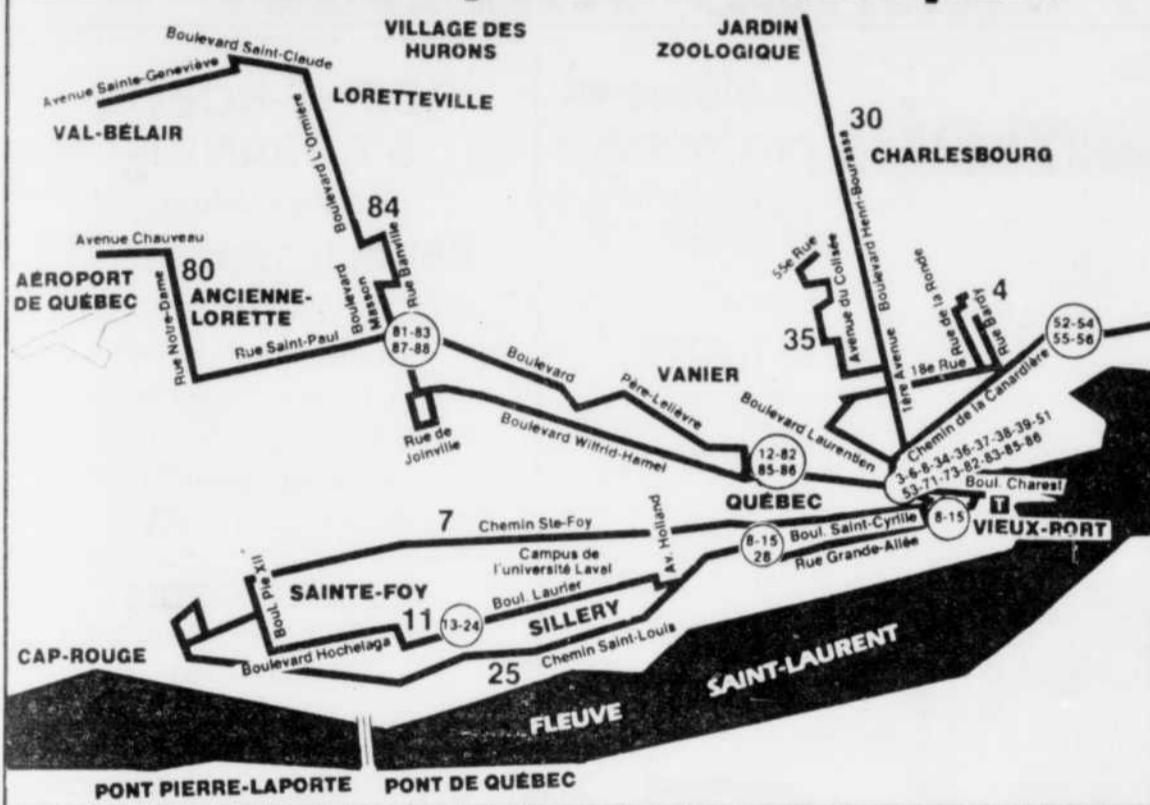 VILLAGE DES
HURONS
JARDIN
ZOOLOGIQUE
Boulevard Saint-Claude
Avenue Sainte-Geneviève
LORETTEVILLE
VAL-BÉLAIR
30
CHARLESBOURG
Boulevard L'Ormière
Boulevard Henri-Bourassa
84
Avenue Chauveau
80
AÉROPORT
DE QUÉBEC
ANCIENNE-
LORETTE
Rue Notre-Dame
Rue Saint-Paul
Boulevard
Masson
Rue Banville
81-83
87-88
55e Rue
Avenue du Colisée
35
Rue de la Ronde
4
Rue Bardy
52-54
55-56
18e Rue
1ère Avenue
Chemin de la Canardière
Boulevard
Père-Lelièvre
VANIER
Boulevard Laurentien
Rue de
Joinville
Boulevard Wilfrid-Hamel
12-82
85-86
3-6-8-34-36-37-38-39-51
53-71-73-82-83-85-86
Boul. Charest
QUÉBEC
T
VIEUX-PORT
7
Chemin Ste-Foy
Av. Holland
8-15
28
Boul. Saint-Cyrille
8-15
Rue Grande-Allée
Campus de
l'université Laval
Boul. Pie XII
SAINTE-FOY
Boul. Laurier
11
13-24
SILLERY
CAP-ROUGE
Boulevard Hochelaga
25
Chemin Saint-Louis
FLEUVE
SAINT-LAURENT
PONT PIERRE-LAPORTE
PONT DE QUÉBEC